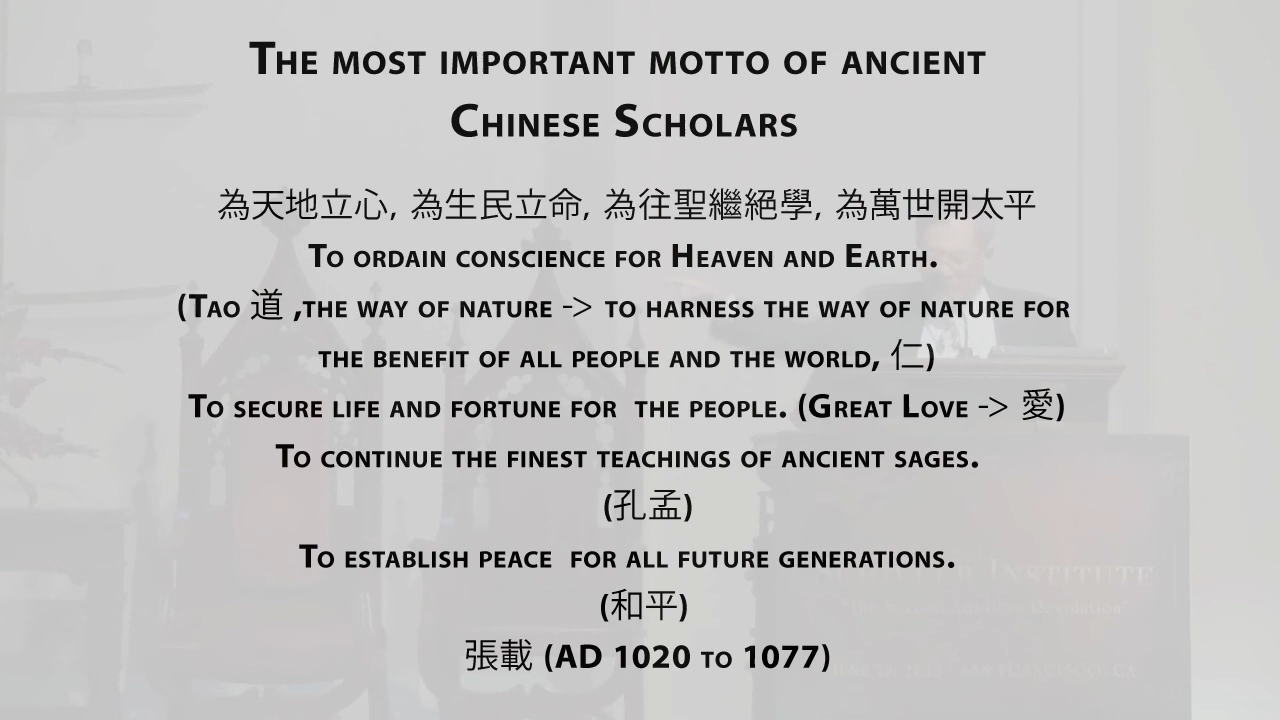 The most important motto of ancient
Chinese Scholars
為天地立心, 為生民立命, 為往聖繼絕學, 為萬世開太平
To ordain conscience for Heaven and Earth.
(Tao 道 ,the way of nature -> to harness the way of nature for
the benefit of all people and the world, 仁)
To secure life and fortune for the people. (Great Love -> 愛)
To continue the finest teachings of ancient sages.
(孔孟)
To establish peace for all future generations.
(和平)
張載 (AD 1020 to 1077)
Institute